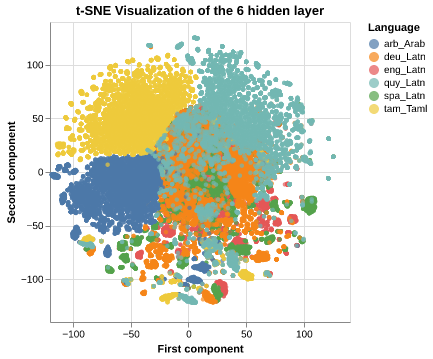 t-SNE Visualization of the 6 hidden layer
Language
arb_Arab
deu_Latn
eng_Latn
quy_Latn
spa_Latn
tam_Taml
100
50
0
−50
−100
Second component
−100
−50
0
50
100
First component